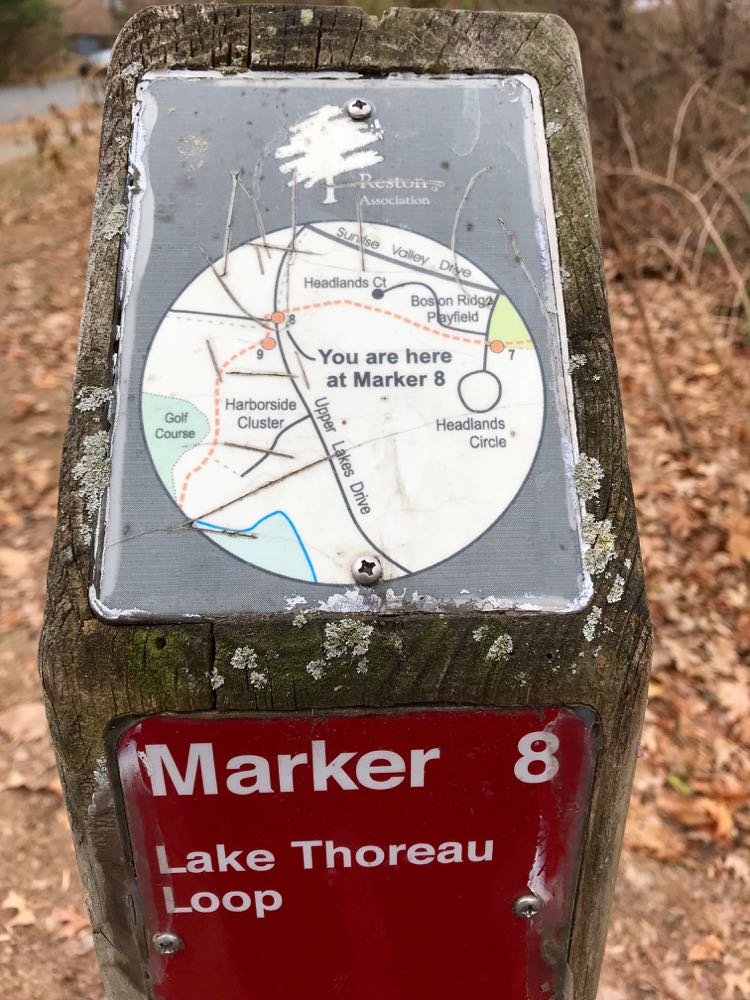 Reston
Association
Sunrise Valley Drive
Headlands Ct
Boston Ridge
Playfield
8
9
7
You are here
at Marker 8
Golf
Course
Harborside
Cluster
Upper Lakes Drive
Headlands
Circle
Marker 8
Lake Thoreau
Loop